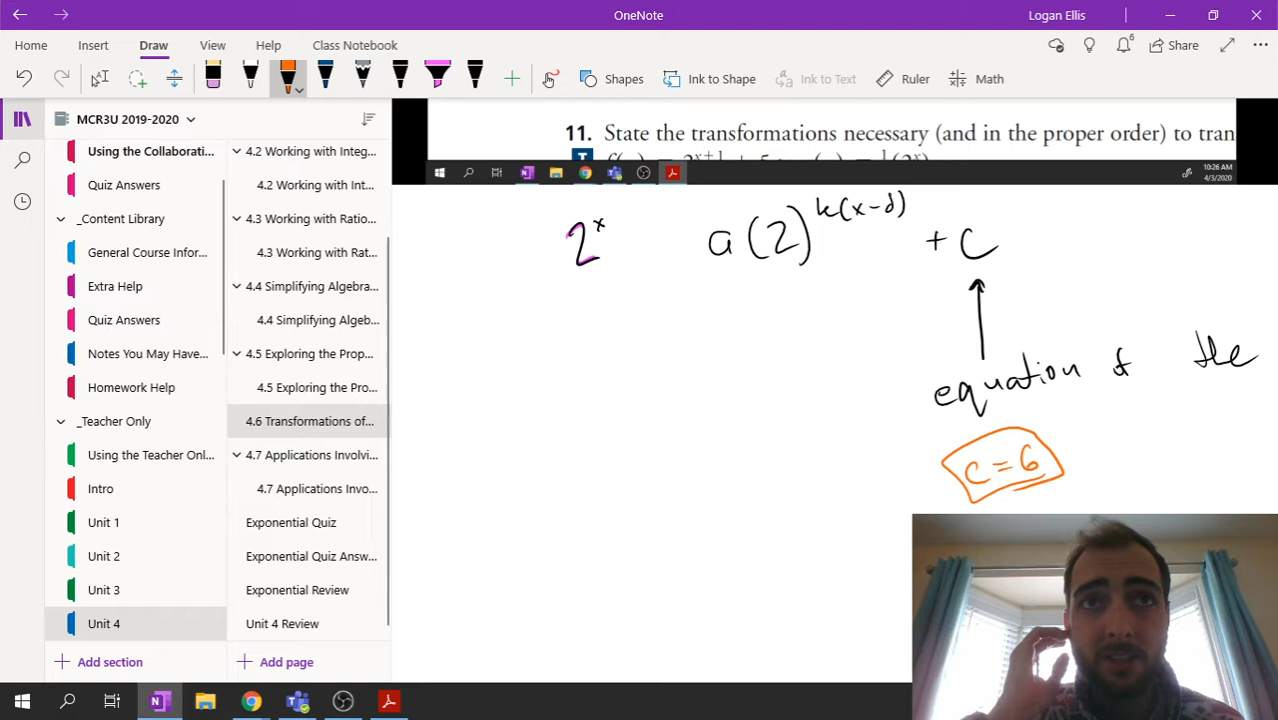 OneNote
Logan Ellis
Home
Insert
Draw
View
Help
Class Notebook
6
Share
Shapes
Ink to Shape
Ink to Text
Ruler
Math
MCR3U 2019-2020
Using the Collaborati...
Quiz Answers
_Content Library
General Course Infor...
Extra Help
Quiz Answers
Notes You May Have...
Homework Help
_Teacher Only
Using the Teacher Onl...
Intro
Unit 1
Unit 2
Unit 3
Unit 4
Add section
4.2 Working with Integ...
4.2 Working with Int...
4.3 Working with Ratio...
4.3 Working with Rat...
4.4 Simplifying Algebra...
4.4 Simplifying Algeb...
4.5 Exploring the Prop...
4.5 Exploring the Pro...
4.6 Transformations of...
4.7 Applications Involvi...
4.7 Applications Invo...
Exponential Quiz
Exponential Quiz Answ...
Exponential Review
Unit 4 Review
Add page
11. State the transformations necessary (and in the proper order) to tran
10:26 AM
4/3/2020
2^x a(2)^k(x-d) + c
equation of the
c = 6